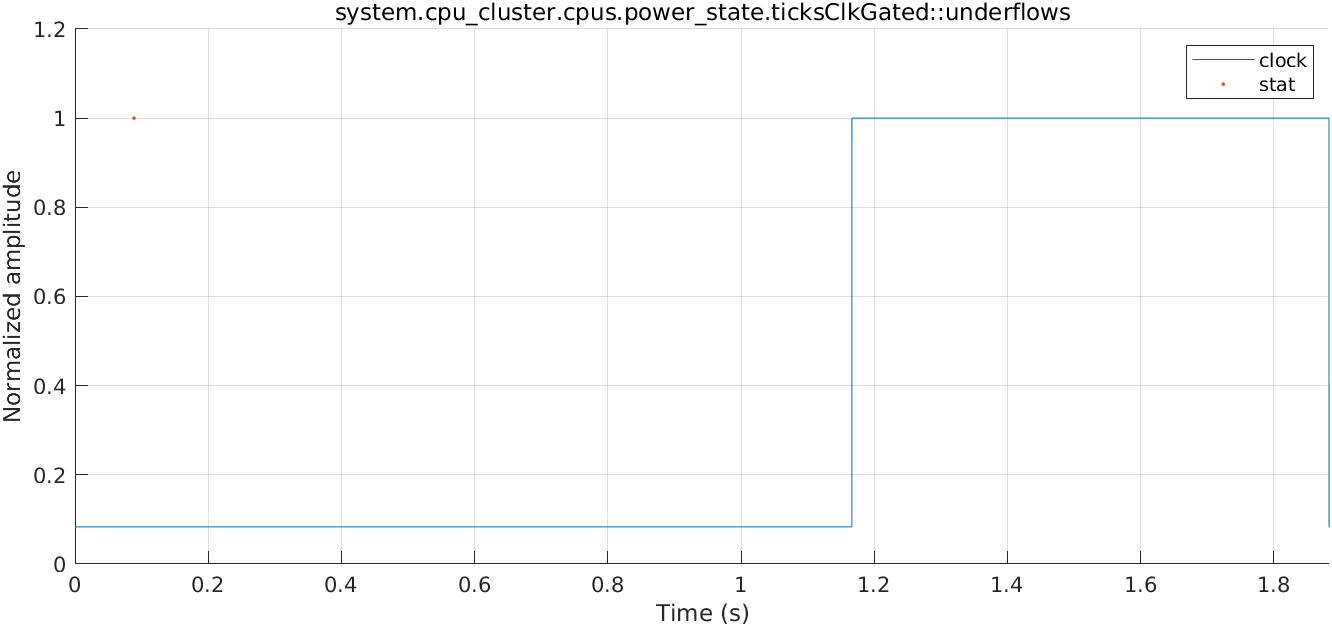 system.cpu_cluster.cpus.power_state.ticksClkGated::underflows
clock
stat
Normalized amplitude
1.2
1
0.8
0.6
0.4
0.2
0
0 0.2 0.4 0.6 0.8 1 1.2 1.4 1.6 1.8
Time (s)